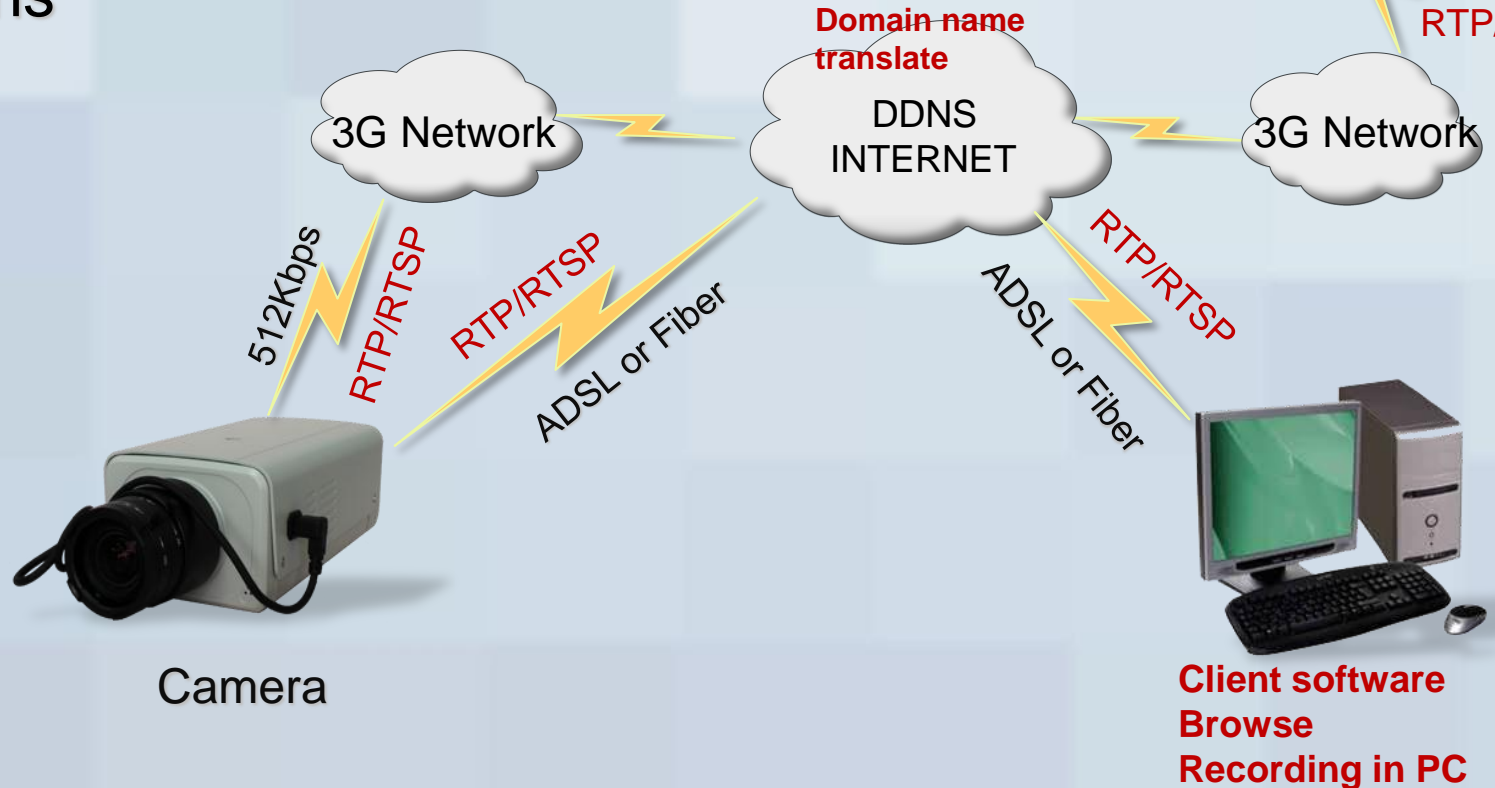 Domain name
translate
RTP/
3G Network
DDNS
INTERNET
3G Network
512Kbps
RTP/RTSP
RTP/RTSP
ADSL or Fiber
RTP/RTSP
ADSL or Fiber
Camera
Client software
Browse
Recording in PC